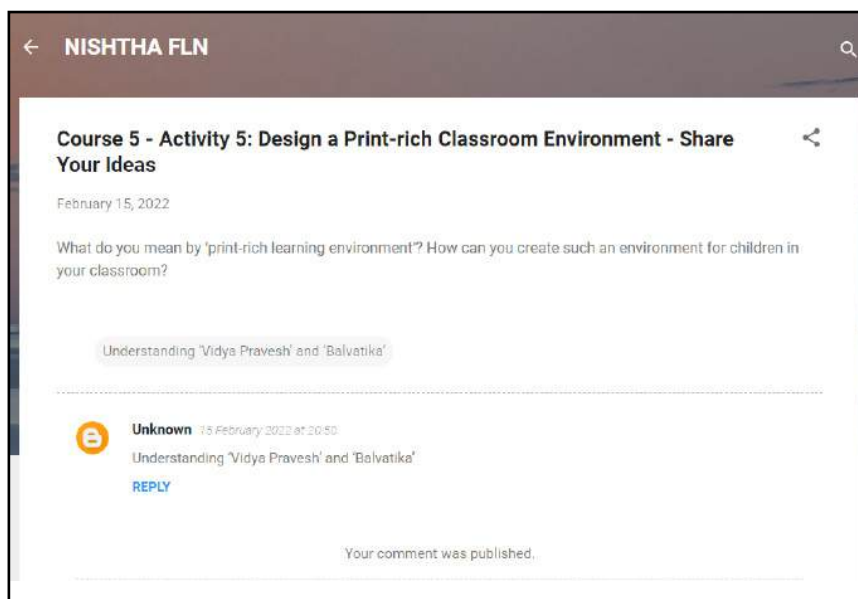 NISHTHA FLN
Course 5 - Activity 5: Design a Print-rich Classroom Environment - Share
Your Ideas
February 15, 2022
What do you mean by 'print-rich learning environment'? How can you create such an environment for children in
your classroom?
Understanding 'Vidya Pravesh' and 'Balvatika'
Unknown 15 February 2022 at 20:50
Understanding 'Vidya Pravesh' and 'Balvatika'
REPLY
Your comment was published.